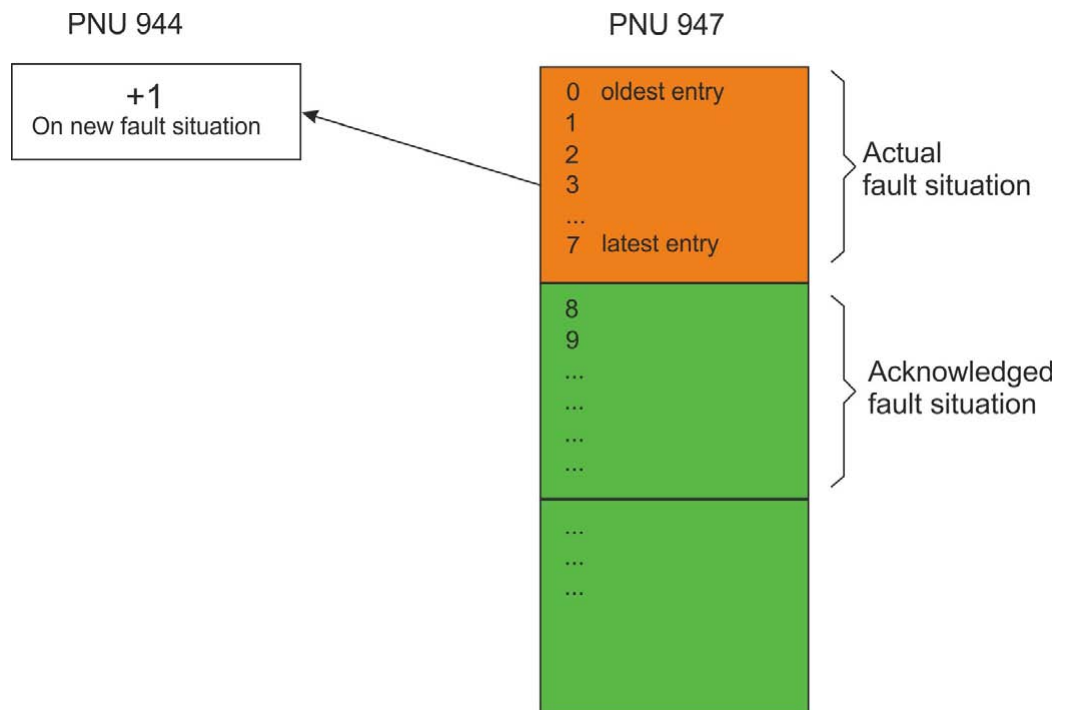 PNU 944
PNU 947
+1
On new fault situation
0 oldest entry
1
2
3
...
7 latest entry
Actual
fault situation
8
9
...
...
...
...
Acknowledged
fault situation
...
...
...